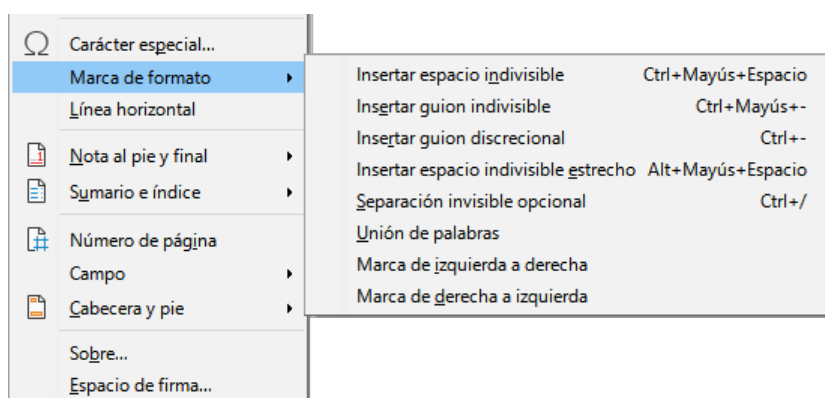 Carácter especial...
Marca de formato
Línea horizontal
Nota al pie y final
Sumario e índice
Número de página
Campo
Cabecera y pie
Sobre...
Espacio de firma...
Insertar espacio indivisible Ctrl+Mayús+Espacio
Insertar guion indivisible Ctrl+Mayús+-
Insertar guion discrecional Ctrl+-
Insertar espacio indivisible estrecho Alt+Mayús+Espacio
Separación invisible opcional Ctrl+/
Unión de palabras
Marca de izquierda a derecha
Marca de derecha a izquierda